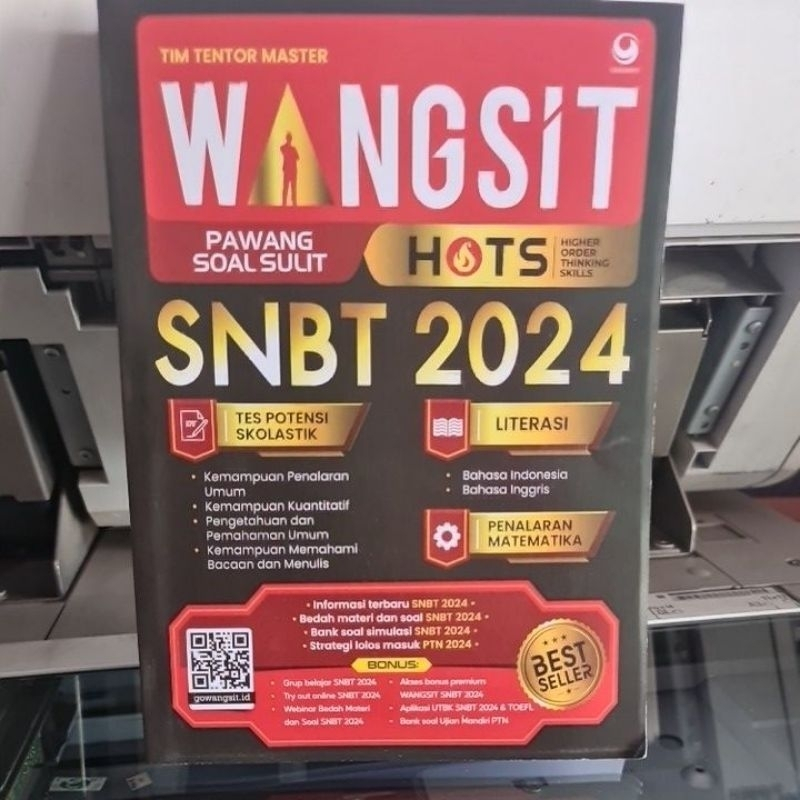 TIM TENTOR MASTER
WANGSIT
PAWANG
SOAL SULIT
HOTS
HIGHER
ORDER
THINKING
SKILLS
SNBT 2024
TES POTENSI
SKOLASTIK
• Kemampuan Penalaran
Umum
• Kemampuan Kuantitatif
• Pengetahuan dan
Pemahaman Umum
• Kemampuan Memahami
Bacaan dan Menulis
LITERASI
• Bahasa Indonesia
• Bahasa Inggris
PENALARAN
MATEMATIKA
• Informasi terbaru SNBT 2024 •
• Bedah materi dan soal SNBT 2024 •
• Bank soal simulasi SNBT 2024 •
• Strategi lolos masuk PTN 2024 •
BONUS:
gowangsit.id
• Grup belajar SNBT 2024
• Try out online SNBT 2024
• Webinar Bedah Materi
dan Soal SNBT 2024
• Akses bonus premium
WANGSIT SNBT 2024
• Aplikasi UTBK SNBT 2024 & TOEFL
• Bank soal Ujian Mandiri PTN
BEST
SELLER